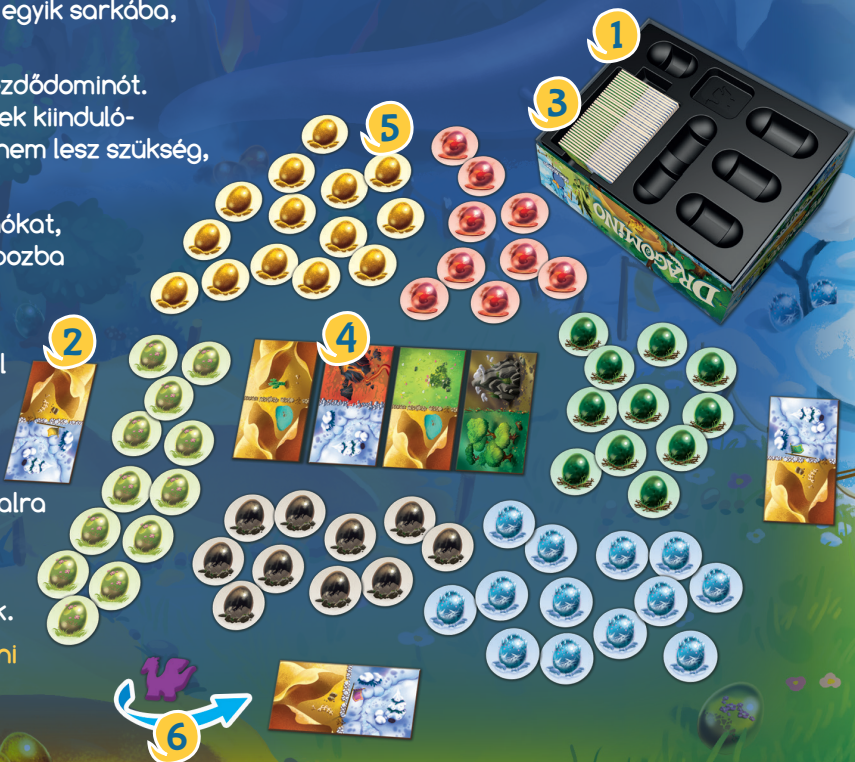 egyik sarkába,
zdődominót.
ek kiinduló-
nem lesz szükség,
ókat,
bozba
l
alra
k.
ni
1
3
5
2
4
6
DRAGOMINO